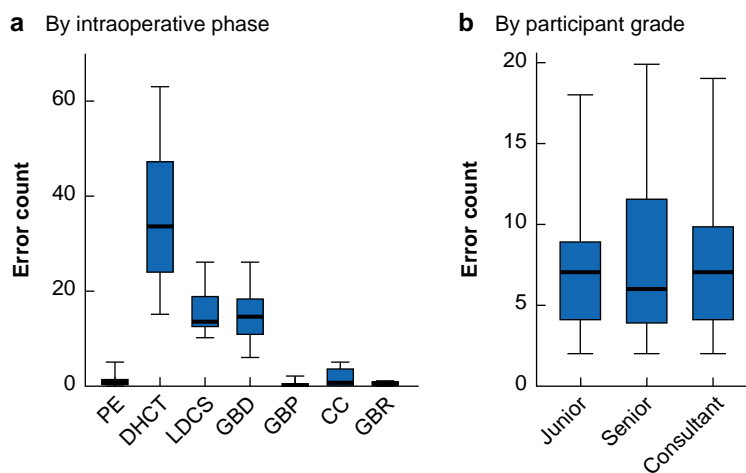 a By intraoperative phase
60
40
20
0
Error count
PE
DHCT
LDCS
GBD
GBP
CC
GBR
b By participant grade
20
15
10
5
0
Error count
Junior
Senior
Consultant